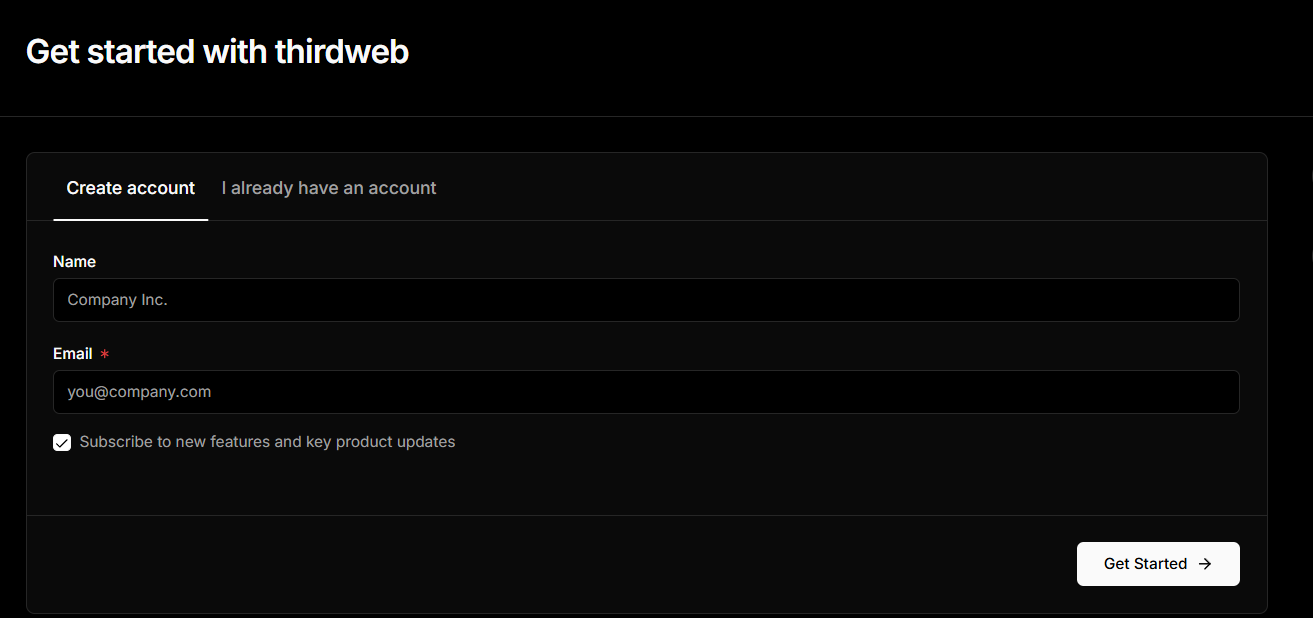 Get started with thirdweb
Create account I already have an account
Name
Company Inc.
Email *
you@company.com
Subscribe to new features and key product updates
Get Started →